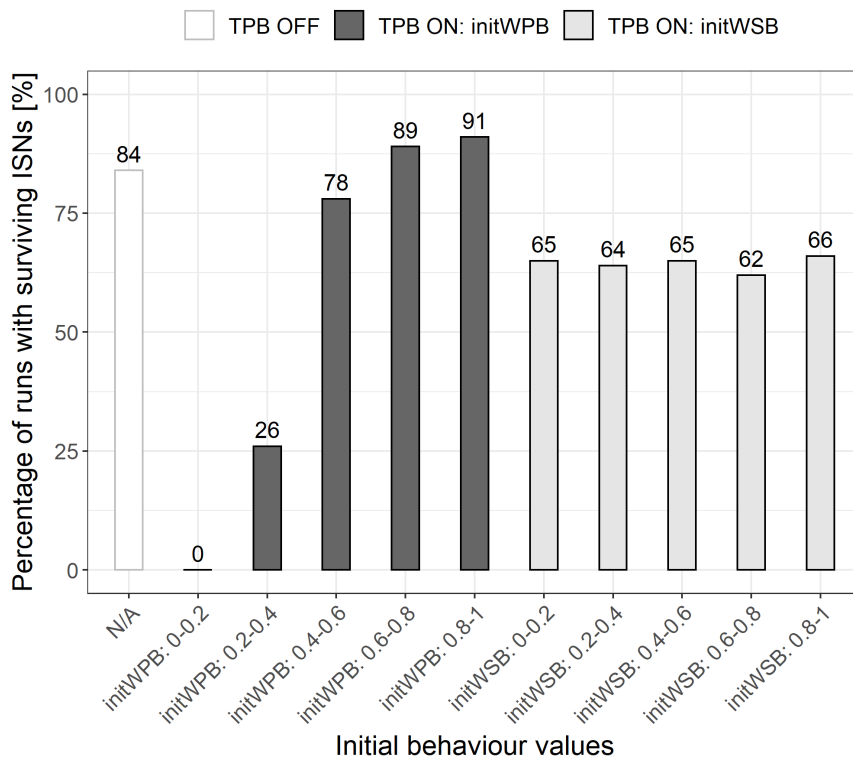 TPB OFF TPB ON: initWPB TPB ON: initWSB
Percentage of runs with surviving ISNs [%]
100
75
50
25
0
84
0
26
78
89
91
65
64
65
62
66
N/A
initWPB: 0-0.2
initWPB: 0.2-0.4
initWPB: 0.4-0.6
initWPB: 0.6-0.8
initWPB: 0.8-1
initWSB: 0-0.2
initWSB: 0.2-0.4
initWSB: 0.4-0.6
initWSB: 0.6-0.8
initWSB: 0.8-1
Initial behaviour values